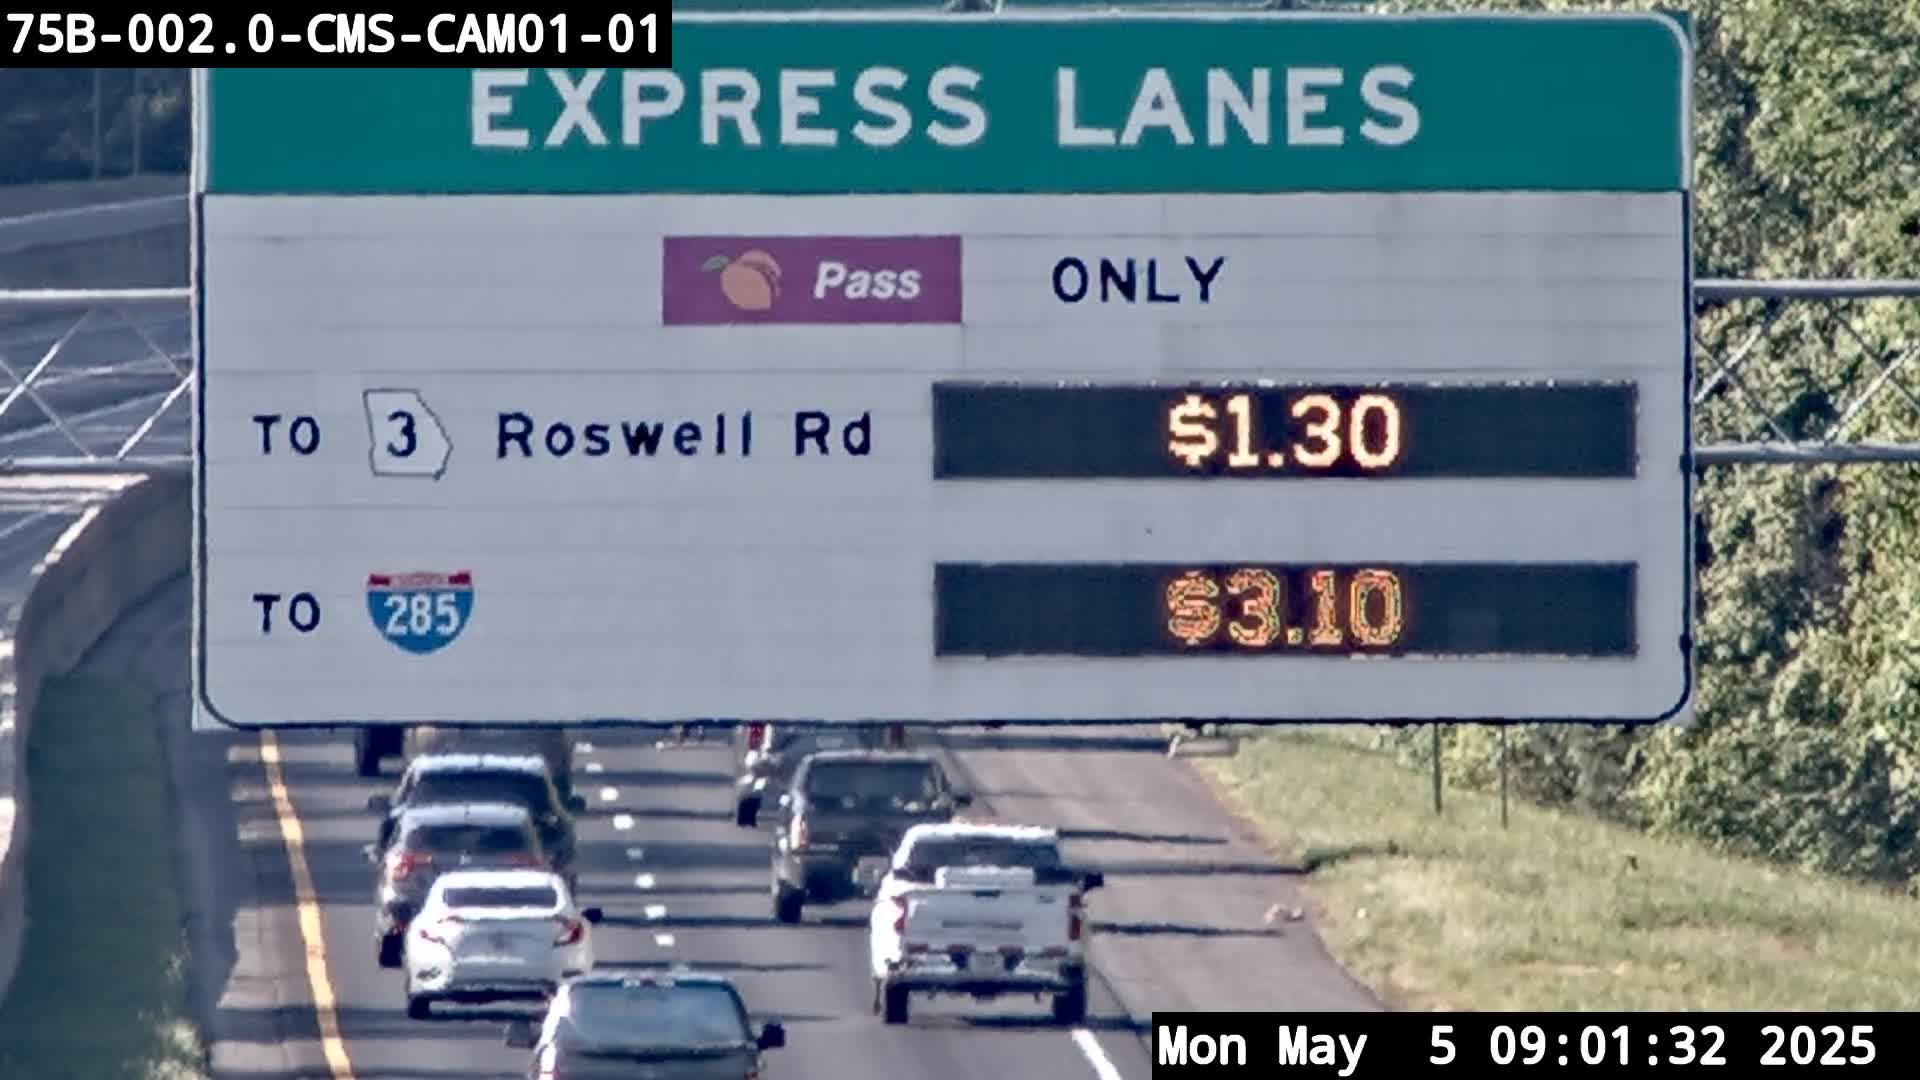 75B-002.0-CMS-CAM01-01
EXPRESS LANES
Pass ONLY
TO 3 Roswell Rd $1.30
TO 285 $3.10
Mon May 5 09:01:32 2025